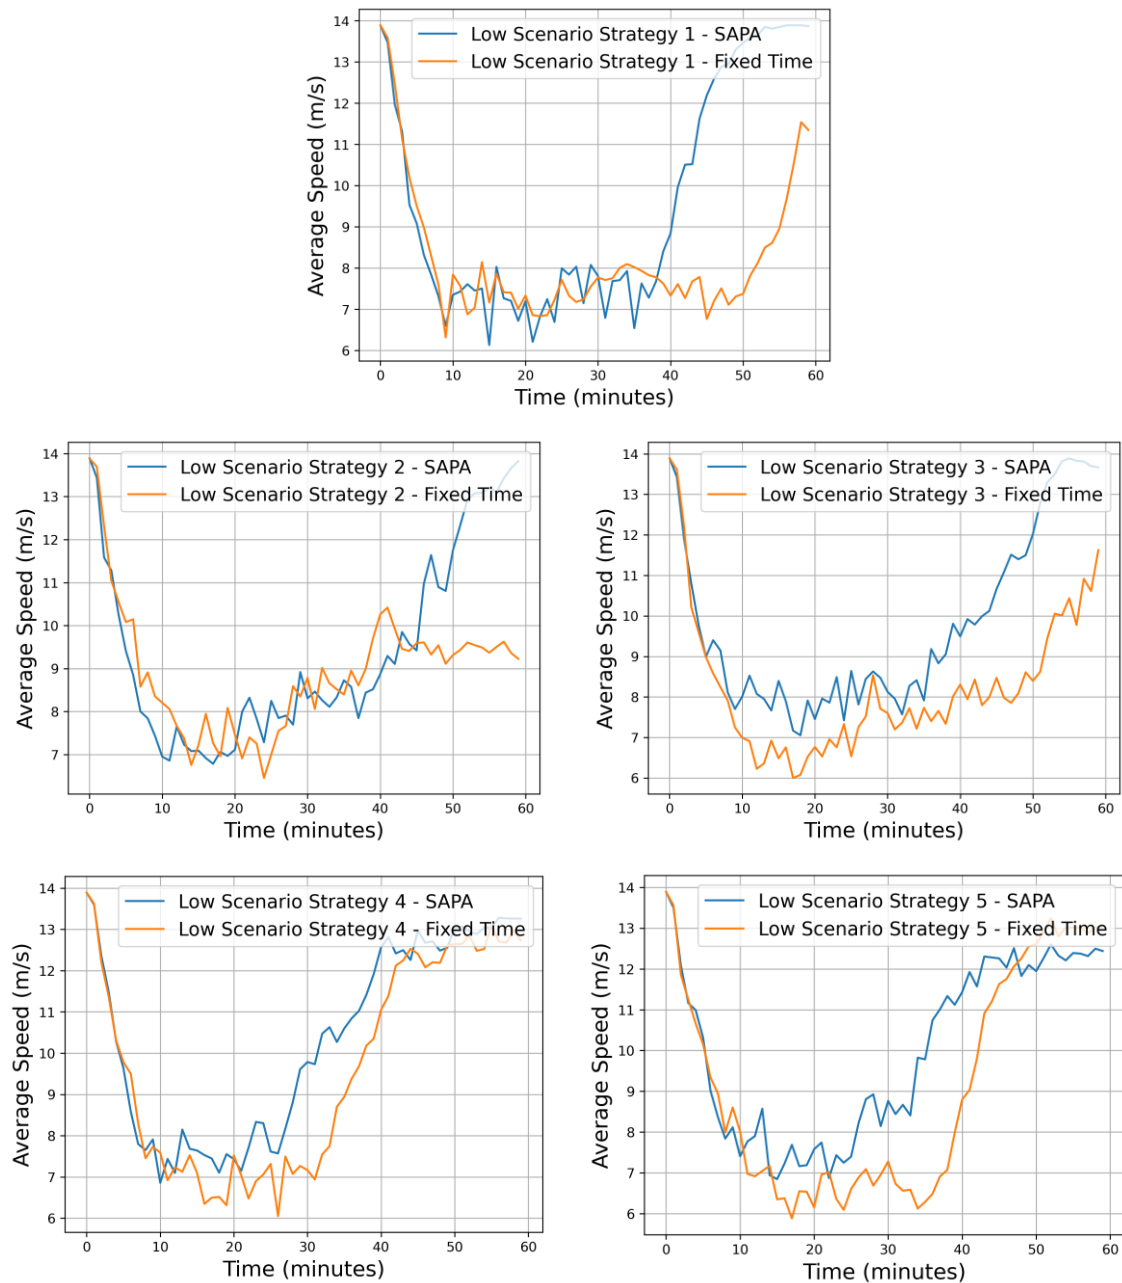 Low Scenario Strategy 1 - SAPA
Low Scenario Strategy 1 - Fixed Time
Average Speed (m/s)
14
13
12
11
10
9
8
7
6
0 10 20 30 40 50 60
Time (minutes)
Low Scenario Strategy 2 - SAPA
Low Scenario Strategy 2 - Fixed Time
Average Speed (m/s)
14
13
12
11
10
9
8
7
0 10 20 30 40 50 60
Time (minutes)
Low Scenario Strategy 3 - SAPA
Low Scenario Strategy 3 - Fixed Time
Average Speed (m/s)
14
13
12
11
10
9
8
7
6
0 10 20 30 40 50 60
Time (minutes)
Low Scenario Strategy 4 - SAPA
Low Scenario Strategy 4 - Fixed Time
Average Speed (m/s)
14
13
12
11
10
9
8
7
6
0 10 20 30 40 50 60
Time (minutes)
Low Scenario Strategy 5 - SAPA
Low Scenario Strategy 5 - Fixed Time
Average Speed (m/s)
14
13
12
11
10
9
8
7
6
0 10 20 30 40 50 60
Time (minutes)